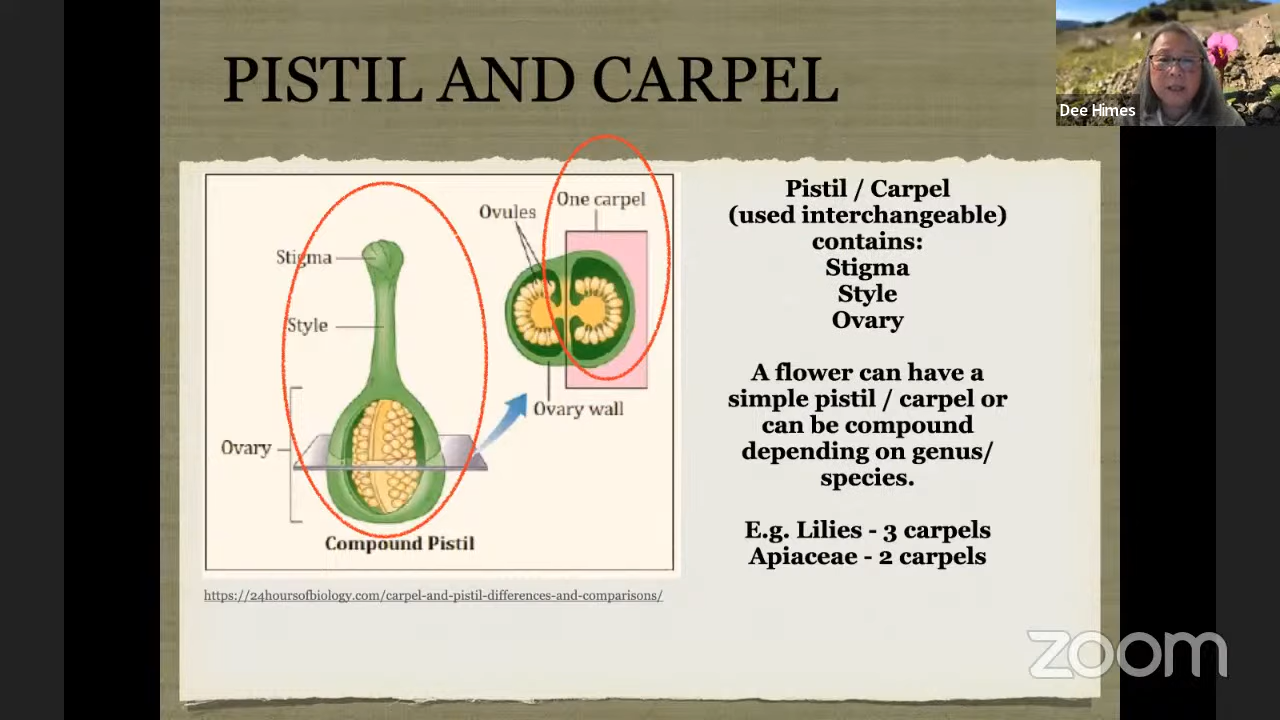 PISTIL AND CARPEL
Dee Himes
One carpel
Ovules
Stigma
Style
Ovary wall
Ovary
Compound Pistil
https://24hoursofbiology.com/carpel-and-pistil-differences-and-comparisons/
Pistil / Carpel
(used interchangeable)
contains:
Stigma
Style
Ovary
A flower can have a
simple pistil / carpel or
can be compound
depending on genus/
species.
E.g. Lilies - 3 carpels
Apiaceae - 2 carpels
zoom